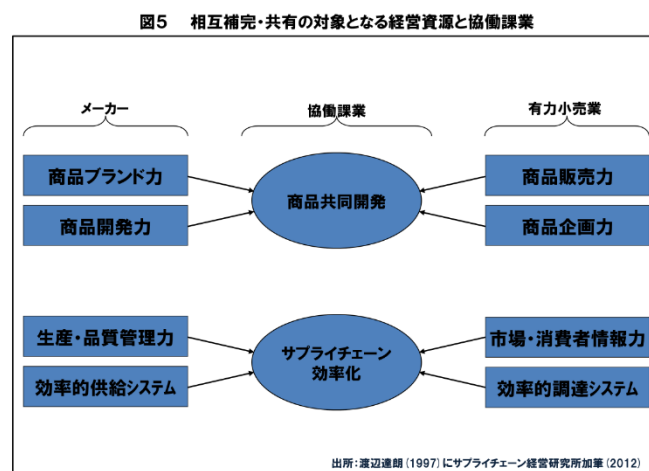 図5 相互補完・共有の対象となる経営資源と協働課業
メーカー
協働課業
有力小売業
商品ブランド力
商品開発力
商品共同開発
商品販売力
商品企画力
生産・品質管理力
効率的供給システム
サプライチェーン
効率化
市場・消費者情報力
効率的調達システム
出所:渡辺達朗(1997)にサプライチェーン経営研究所加筆(2012)